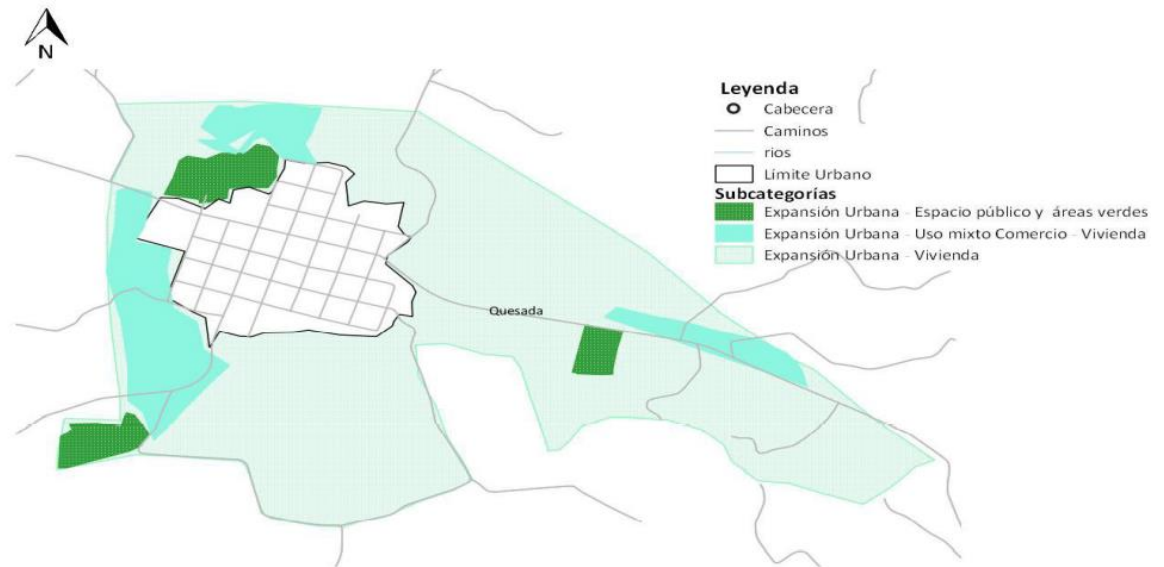 N
Leyenda
Cabecera
Caminos
rios
Límite Urbano
Subcategorías
Expansión Urbana - Espacio público y áreas verdes
Expansión Urbana - Uso mixto Comercio - Vivienda
Expansión Urbana - Vivienda
Quesada